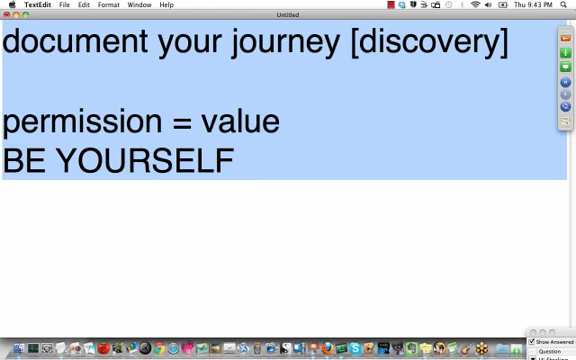 TextEdit File Edit Format Window Help
Thu 9:43 PM
Untitled
document your journey [discovery]
permission = value
BE YOURSELF
Show Answered
Question